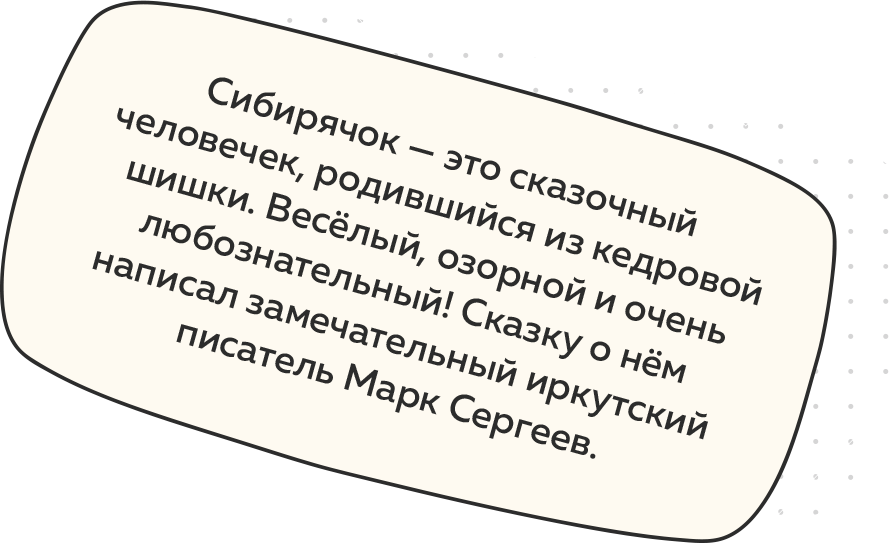 Сибирячок – это сказочный
человечек, родившийся из кедровой
шишки. Весёлый, озорной и очень
любознательный! Сказку о нём
написал замечательный иркутский
писатель Марк Сергеев.